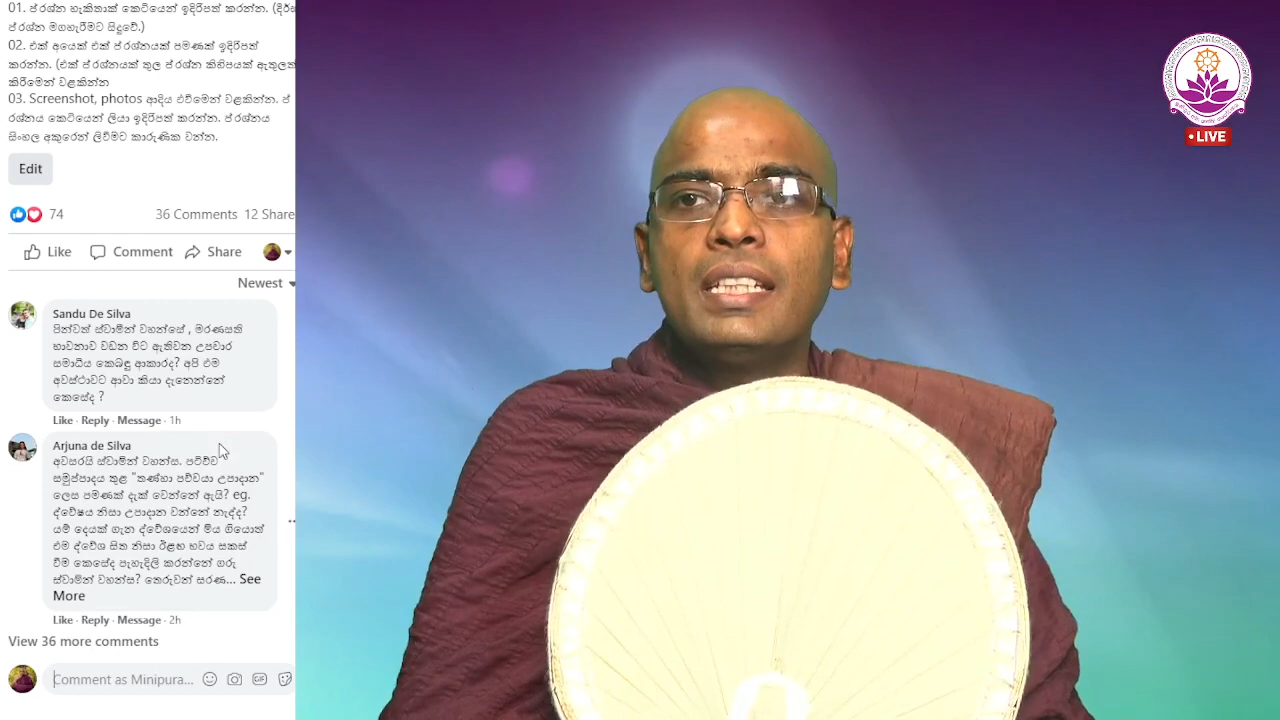 01. ප්රශ්න හැකිතාක් කෙටියෙන් ඉදිරිපත් කරන්න. (දීර්ඝ
ප්රශ්න මගහැරීමට සිදුවේ.)
02. එක් අයෙක් එක් ප්රශ්නයක් පමණක් ඉදිරිපත්
කරන්න. (එක් ප්රශ්නයක් තුල ප්රශ්න කිහිපයක් ඇතුලත්
කිරීමෙන් වළකින්න
03. Screenshot, photos ආදිය එවීමෙන් වළකින්න. ප්
රශ්නය කෙටියෙන් ලියා ඉදිරිපත් කරන්න. ප්රශ්නය
සිංහල අකුරෙන් ලිවීමට කාරුණික වන්න.
Edit
74 36 Comments 12 Share
Like Comment Share
Newest
Sandu De Silva
පින්වත් ස්වාමින් වහන්සේ , මරණසති
භාවනාව වඩන විට ඇතිවන උපචාර
සමාධිය කෙබඳු ආකාරද? අපි එම
අවස්ථාවට ආවා කියා දැනෙන්නේ
කෙසේද ?
Like · Reply · Message · 1h
Arjuna de Silva
අවසරයි ස්වාමින් වහන්ස. පටිච්ච
සමුප්පාදය තුළ "තණ්හා පච්චයා උපාදාන"
ලෙස පමණක් දැක් වෙන්නේ ඇයි? eg.
ද්වේෂය නිසා උපාදාන වන්නේ නැද්ද?
යම් දෙයක් ගැන ද්වේශයෙන් මිය ගියොත්
එම ද්වේශ සිත නිසා ඊළඟ භවය සකස්
වීම කෙසේද පැහැදිලි කරන්නේ ගරු
ස්වාමින් වහන්ස? තෙරුවන් සරණ... See
More
Like · Reply · Message · 2h
View 36 more comments
Comment as Minipura...
GIF
• LIVE